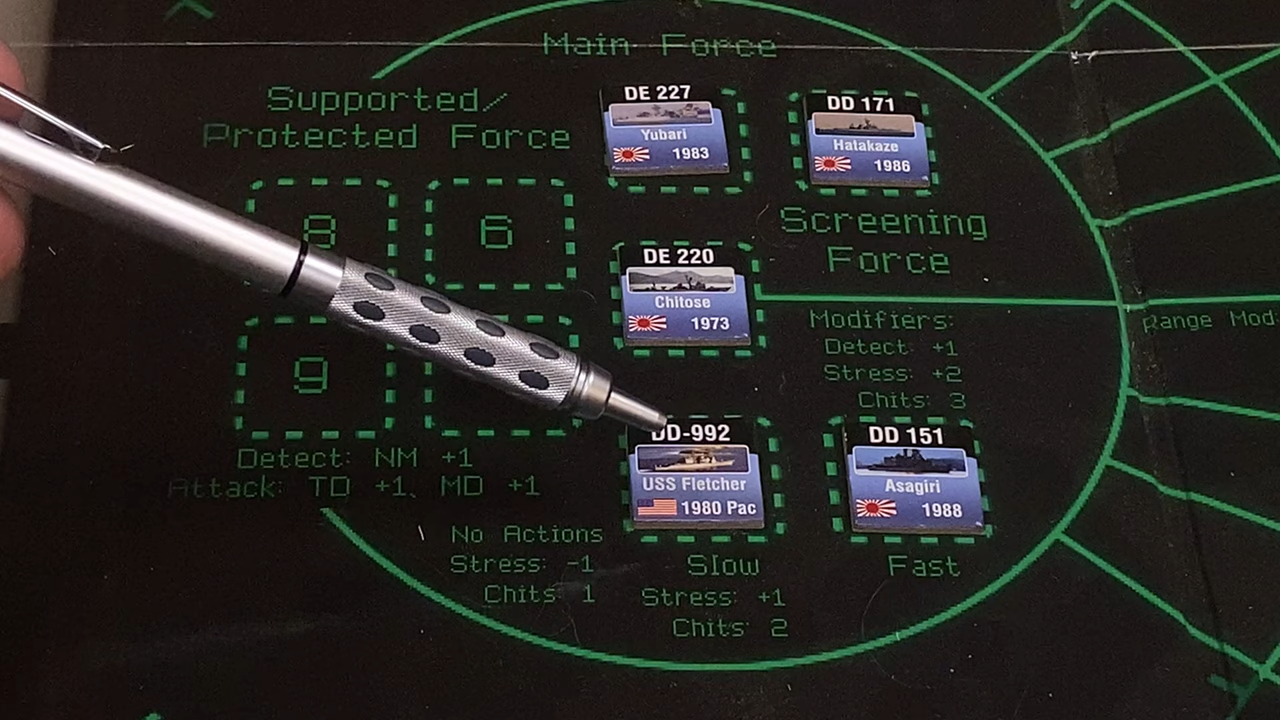 Main Force
Supported/
Protected Force
DE 227
Yubari
1983
DD 171
Hatakaze
1986
8
6
Screening
Force
DE 220
Chitose
1973
9
Modifiers:
Detect: +1
Stress: +2
Chits: 3
Range Mod
DD-992
USS Fletcher
1980 Pac
DD 151
Asagiri
1988
Detect: NM +1
Attack: TD +1, MD +1
No Actions
Stress: -1
Chits 1
Slow
Stress: +1
Chits: 2
Fast